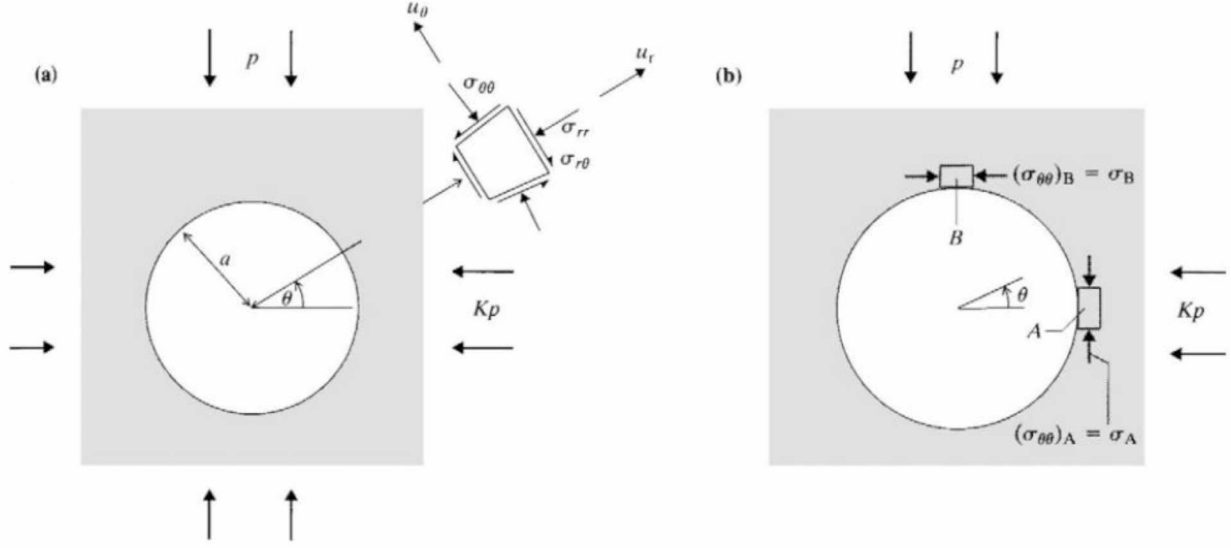 (a)
p
u_θ
u_r
σ_θθ
σ_rr
σ_rθ
a
θ
Kp
(b)
p
(σ_θθ)_B = σ_B
B
θ
A
Kp
(σ_θθ)_A = σ_A